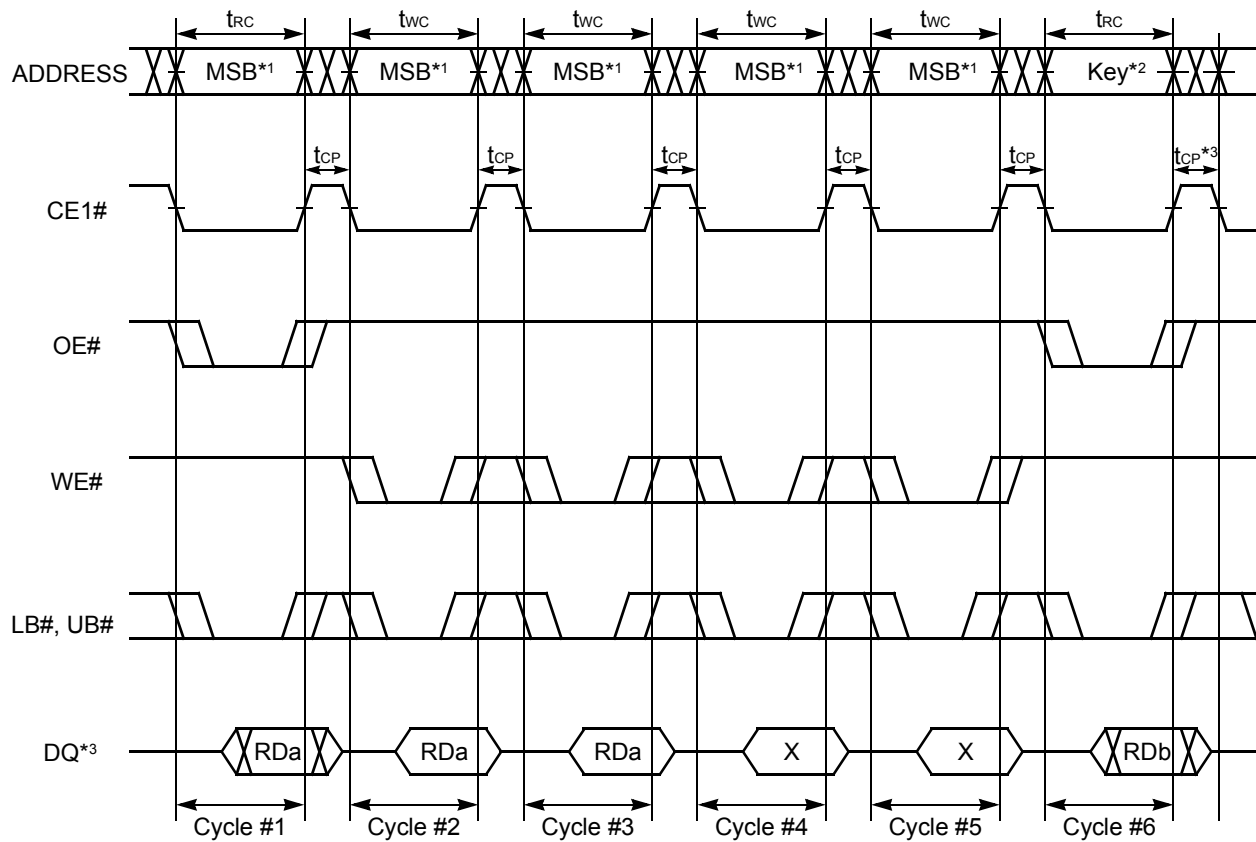 tRC tWC tWC tWC tWC tRC
ADDRESS MSB*1 MSB*1 MSB*1 MSB*1 MSB*1 Key*2
tCP tCP tCP tCP tCP tCP*3
CE1#
OE#
WE#
LB#, UB#
DQ*3 RDa RDa RDa X X RDb
Cycle #1 Cycle #2 Cycle #3 Cycle #4 Cycle #5 Cycle #6